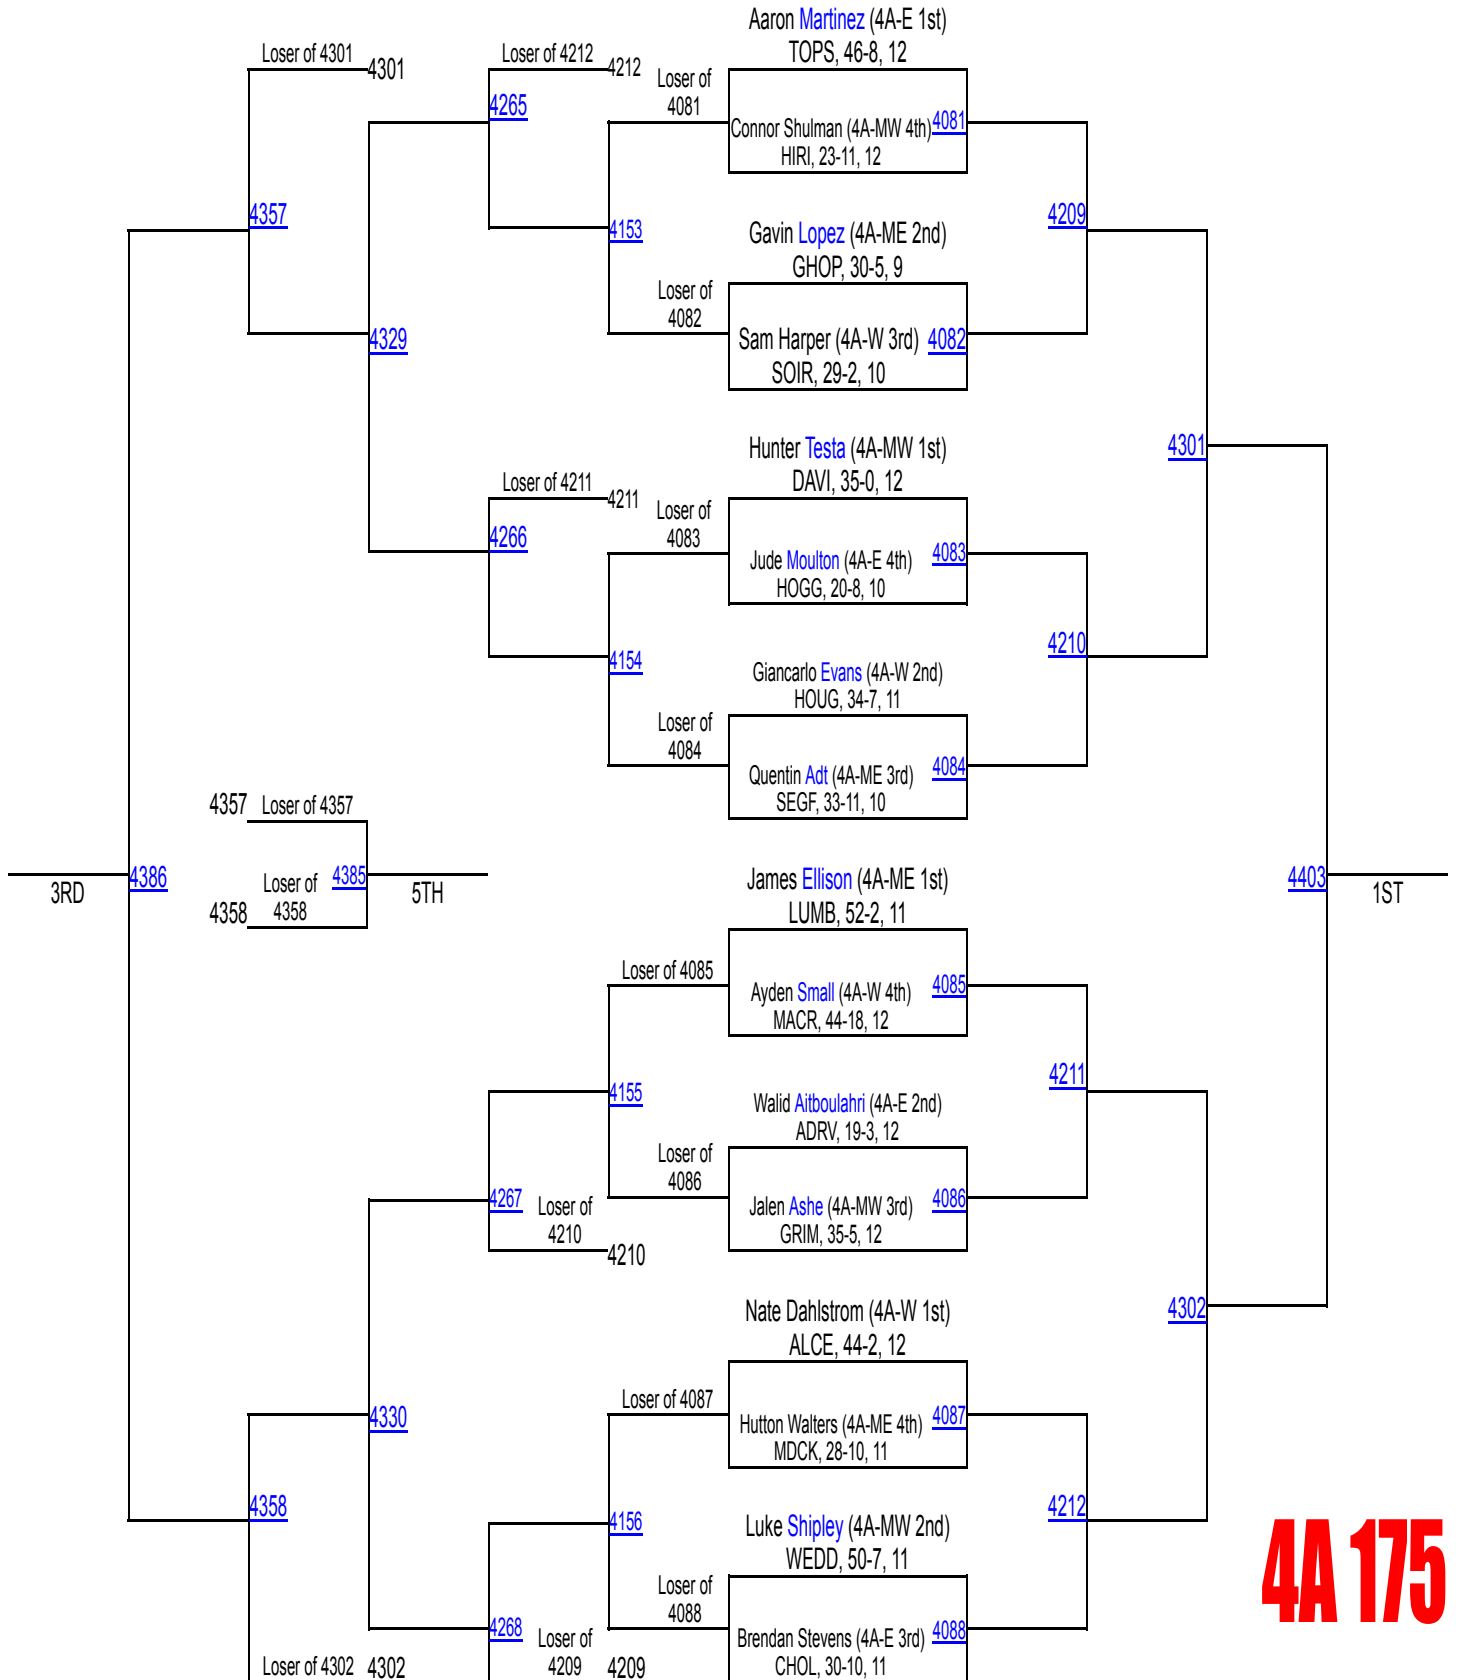 Aaron Martinez (4A-E 1st)
TOPS, 46-8, 12
Loser of 4301
4301
Loser of 4212
4212
Loser of
4081
4265
Connor Shulman (4A-MW 4th)
HIRI, 23-11, 12
4081
4357
4153
Gavin Lopez (4A-ME 2nd)
GHOP, 30-5, 9
4209
Loser of
4082
4329
Sam Harper (4A-W 3rd)
SOIR, 29-2, 10
4082
Hunter Testa (4A-MW 1st)
DAVI, 35-0, 12
4301
Loser of 4211
4211
Loser of
4083
4266
Jude Moulton (4A-E 4th)
HOGG, 20-8, 10
4083
4154
4210
Giancarlo Evans (4A-W 2nd)
HOUG, 34-7, 11
Loser of
4084
Quentin Adt (4A-ME 3rd)
SEGF, 33-11, 10
4084
4357
Loser of 4357
3RD
4386
4358
Loser of
4358
4385
5TH
James Ellison (4A-ME 1st)
LUMB, 52-2, 11
4403
1ST
Loser of 4085
Ayden Small (4A-W 4th)
MACR, 44-18, 12
4085
4155
4211
Walid Aitboulahri (4A-E 2nd)
ADRV, 19-3, 12
Loser of
4086
4267
Loser of
4210
4210
Jalen Ashe (4A-MW 3rd)
GRIM, 35-5, 12
4086
Nate Dahlstrom (4A-W 1st)
ALCE, 44-2, 12
4302
Loser of 4087
4330
Hutton Walters (4A-ME 4th)
MDCK, 28-10, 11
4087
4358
4156
Luke Shipley (4A-MW 2nd)
WEDD, 50-7, 11
4212
4A 175
Loser of
4088
4268
Loser of
4209
4209
Brendan Stevens (4A-E 3rd)
CHOL, 30-10, 11
4088
Loser of 4302
4302